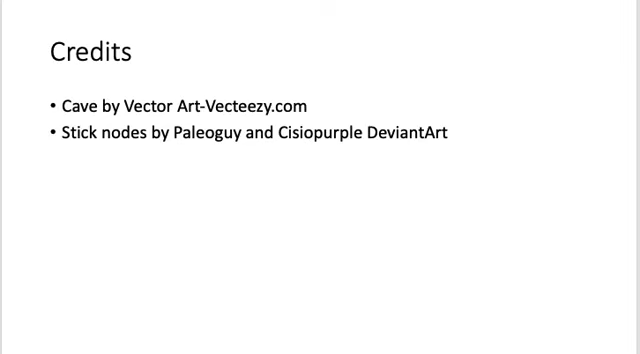 Credits
• Cave by Vector Art-Vecteezy.com
• Stick nodes by Paleoguy and Cisiopurple DeviantArt